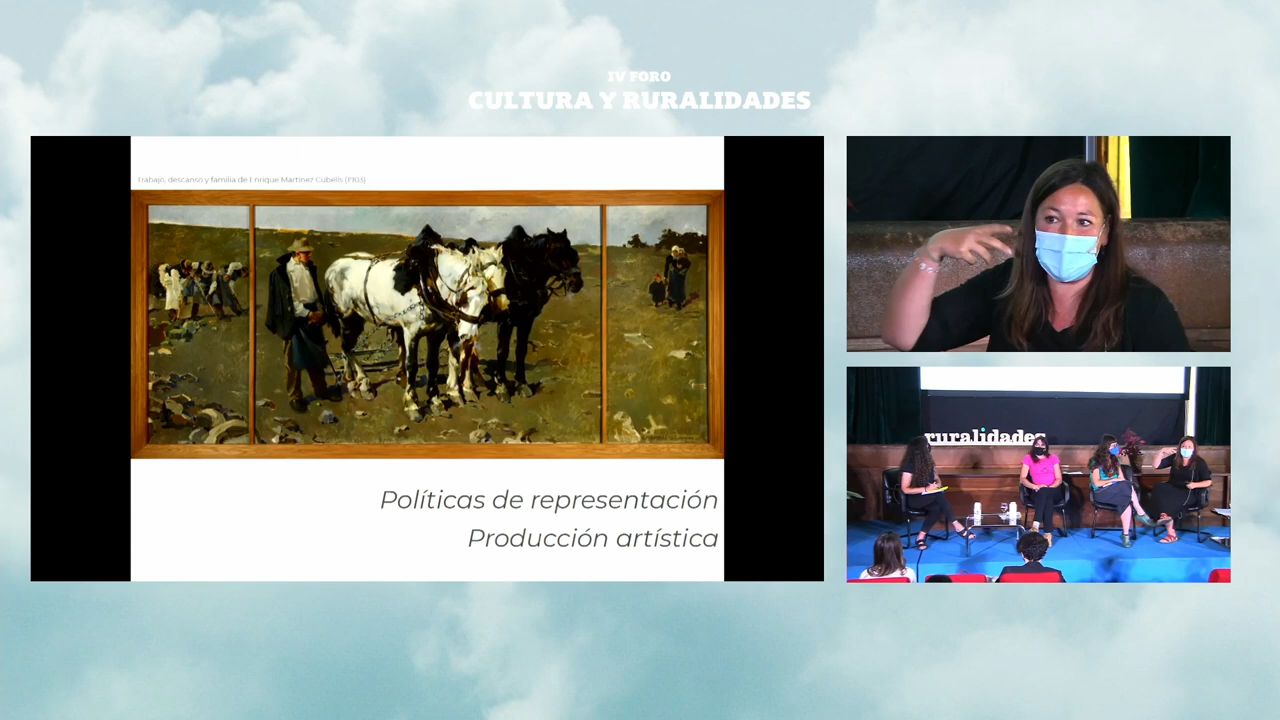 IV FORO
CULTURA Y RURALIDADES
Trabajo, descanso y familia de Enrique Martínez Cubells (1903)
Políticas de representación
Producción artística
ruralidades